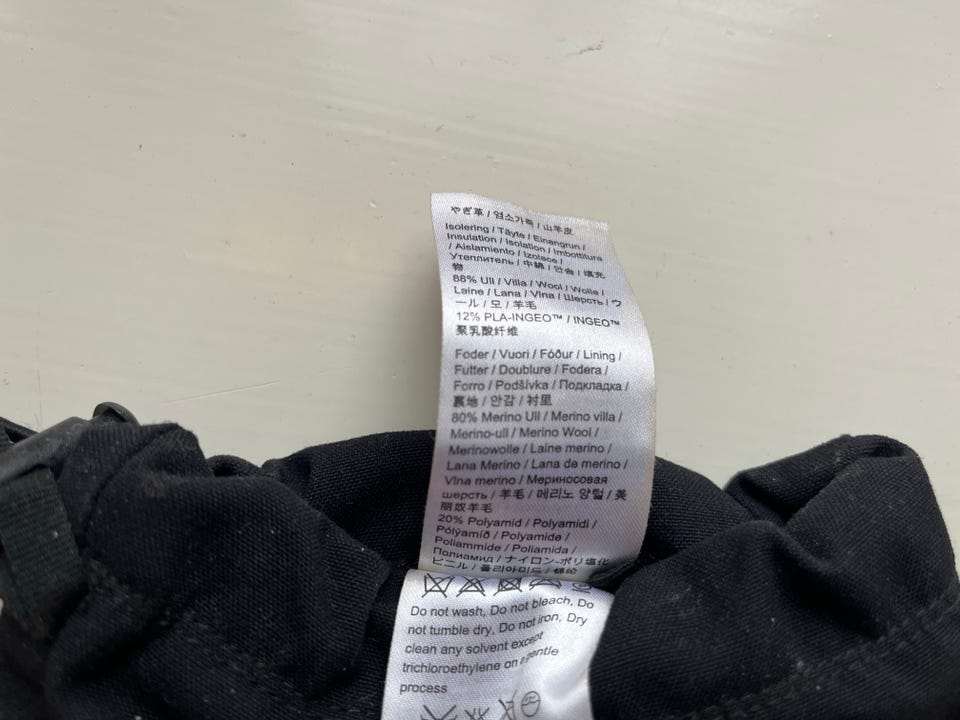 やぎ革 / 염소가죽 / 山羊皮
Isolering / Täyte / Einangrun /
Insulation / Isolation / Imbottitura
/ Aislamiento / Izolace /
Утеплитель / 中綿 / 안솜 / 填充
物
88% Ull / Villa / Wool / Wolle /
Laine / Lana / Vlna / Шерсть / ウ
ール / 모 / 羊毛
12% PLA-INGEO™ / INGEO™
聚乳酸纤维
Foder / Vuori / Fóður / Lining /
Futter / Doublure / Fodera /
Forro / Podšívka / Подкладка /
裏地 / 안감 / 衬里
80% Merino Ull / Merino villa /
Merino-ull / Merino Wool /
Merinowolle / Laine merino /
Lana Merino / Lana de merino /
Vlna merino / Мериносовая
шерсть / 羊毛 / 메리노 양털 / 美
丽奴羊毛
20% Polyamid / Polyamidi /
Pólýamíð / Polyamide /
Poliammide / Poliamida /
Полиамид / ナイロン-ポリ塩化
ビニル / 폴리아미드 / 锦纶
Do not wash, Do not bleach, Do
not tumble dry, Do not iron, Dry
clean any solvent except
trichloroethylene on a gentle
process